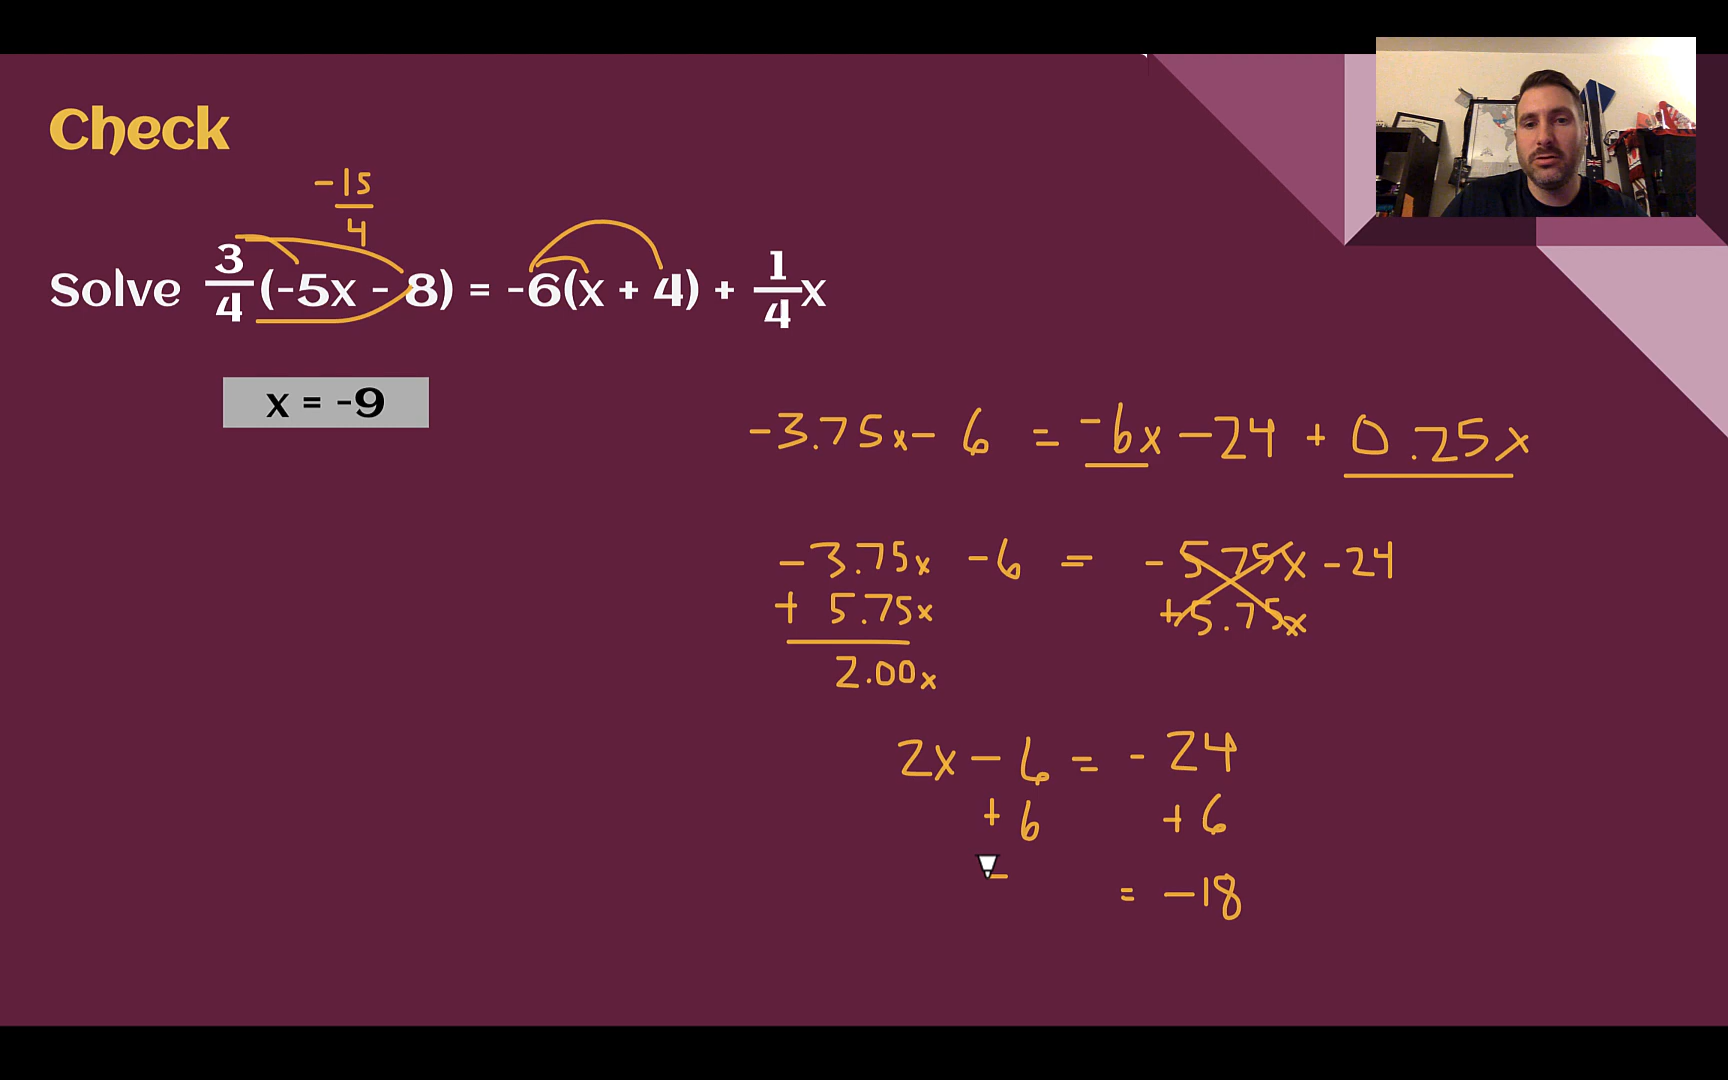 Check
-15
4
Solve 3/4(-5x - 8) = -6(x + 4) + 1/4x
x = -9
-3.75x - 6 = -6x - 24 + 0.25x
-3.75x - 6 = -5.75x - 24
+ 5.75x +5.75x
2.00x
2x - 6 = -24
+ 6 + 6
= -18